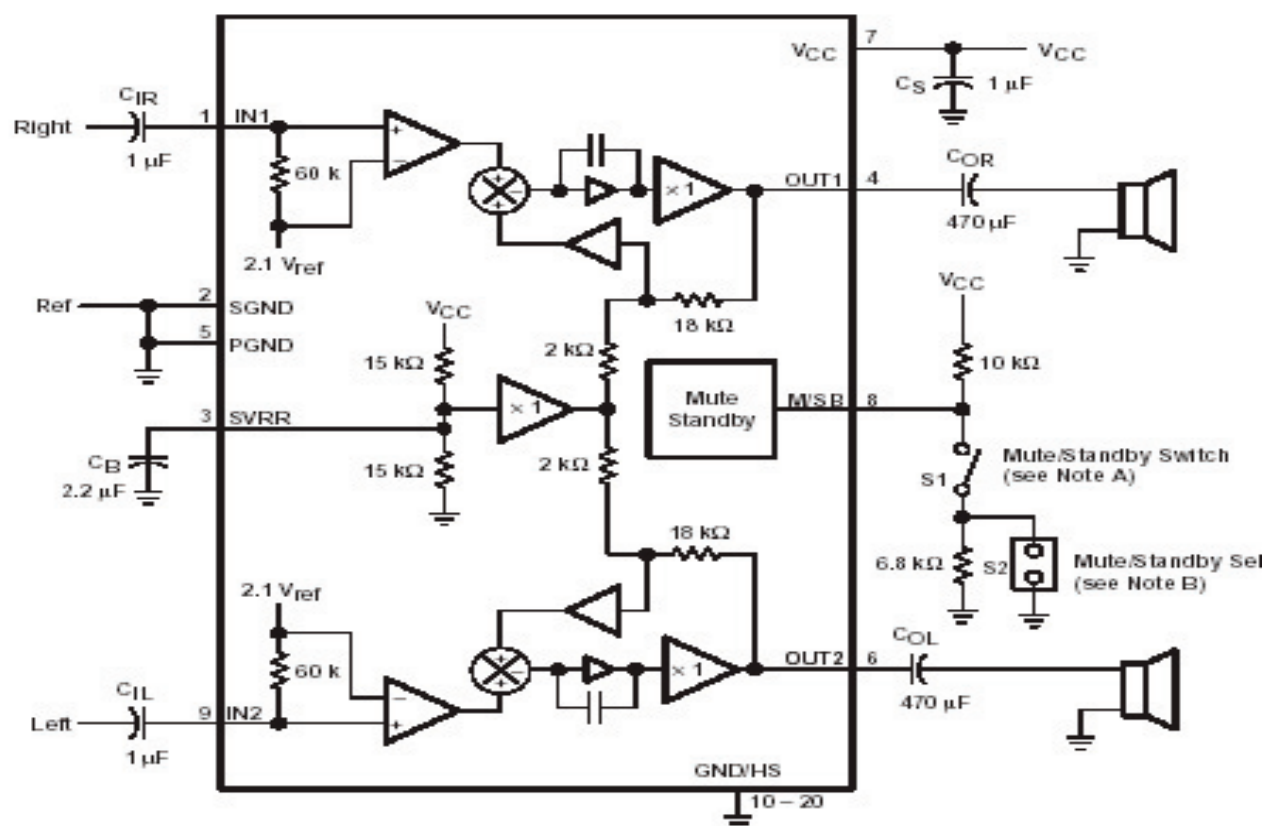 VCC
7
VCC
CS
1 µF
CIR
Right
1 µF
1
IN1
60 k
2.1 Vref
+
−
+
−
+
× 1
OUT1
4
COR
470 µF
Ref
2
SGND
5
PGND
VCC
15 kΩ
18 kΩ
2 kΩ
VCC
10 kΩ
× 1
Mute
Standby
M/SB
8
3
SVRR
CB
2.2 µF
15 kΩ
2 kΩ
S1
Mute/Standby Switch
(see Note A)
18 kΩ
6.8 kΩ
S2
Mute/Standby Sel
(see Note B)
2.1 Vref
60 k
+
−
+
× 1
OUT2
6
COL
470 µF
CIL
Left
1 µF
9
IN2
−
+
GND/HS
10 – 20